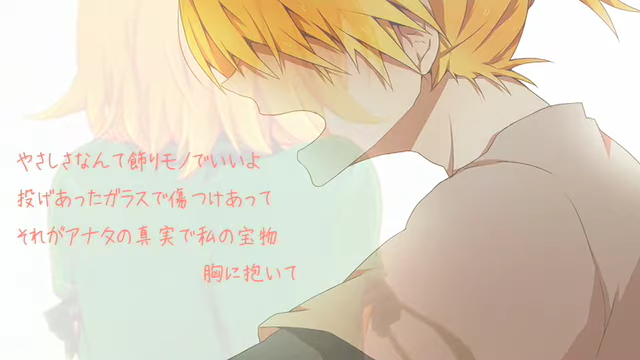 やさしさなんて飾りモノでいいよ
投げあったガラスで傷つけあって
それがアナタの真実で私の宝物
胸に抱いて